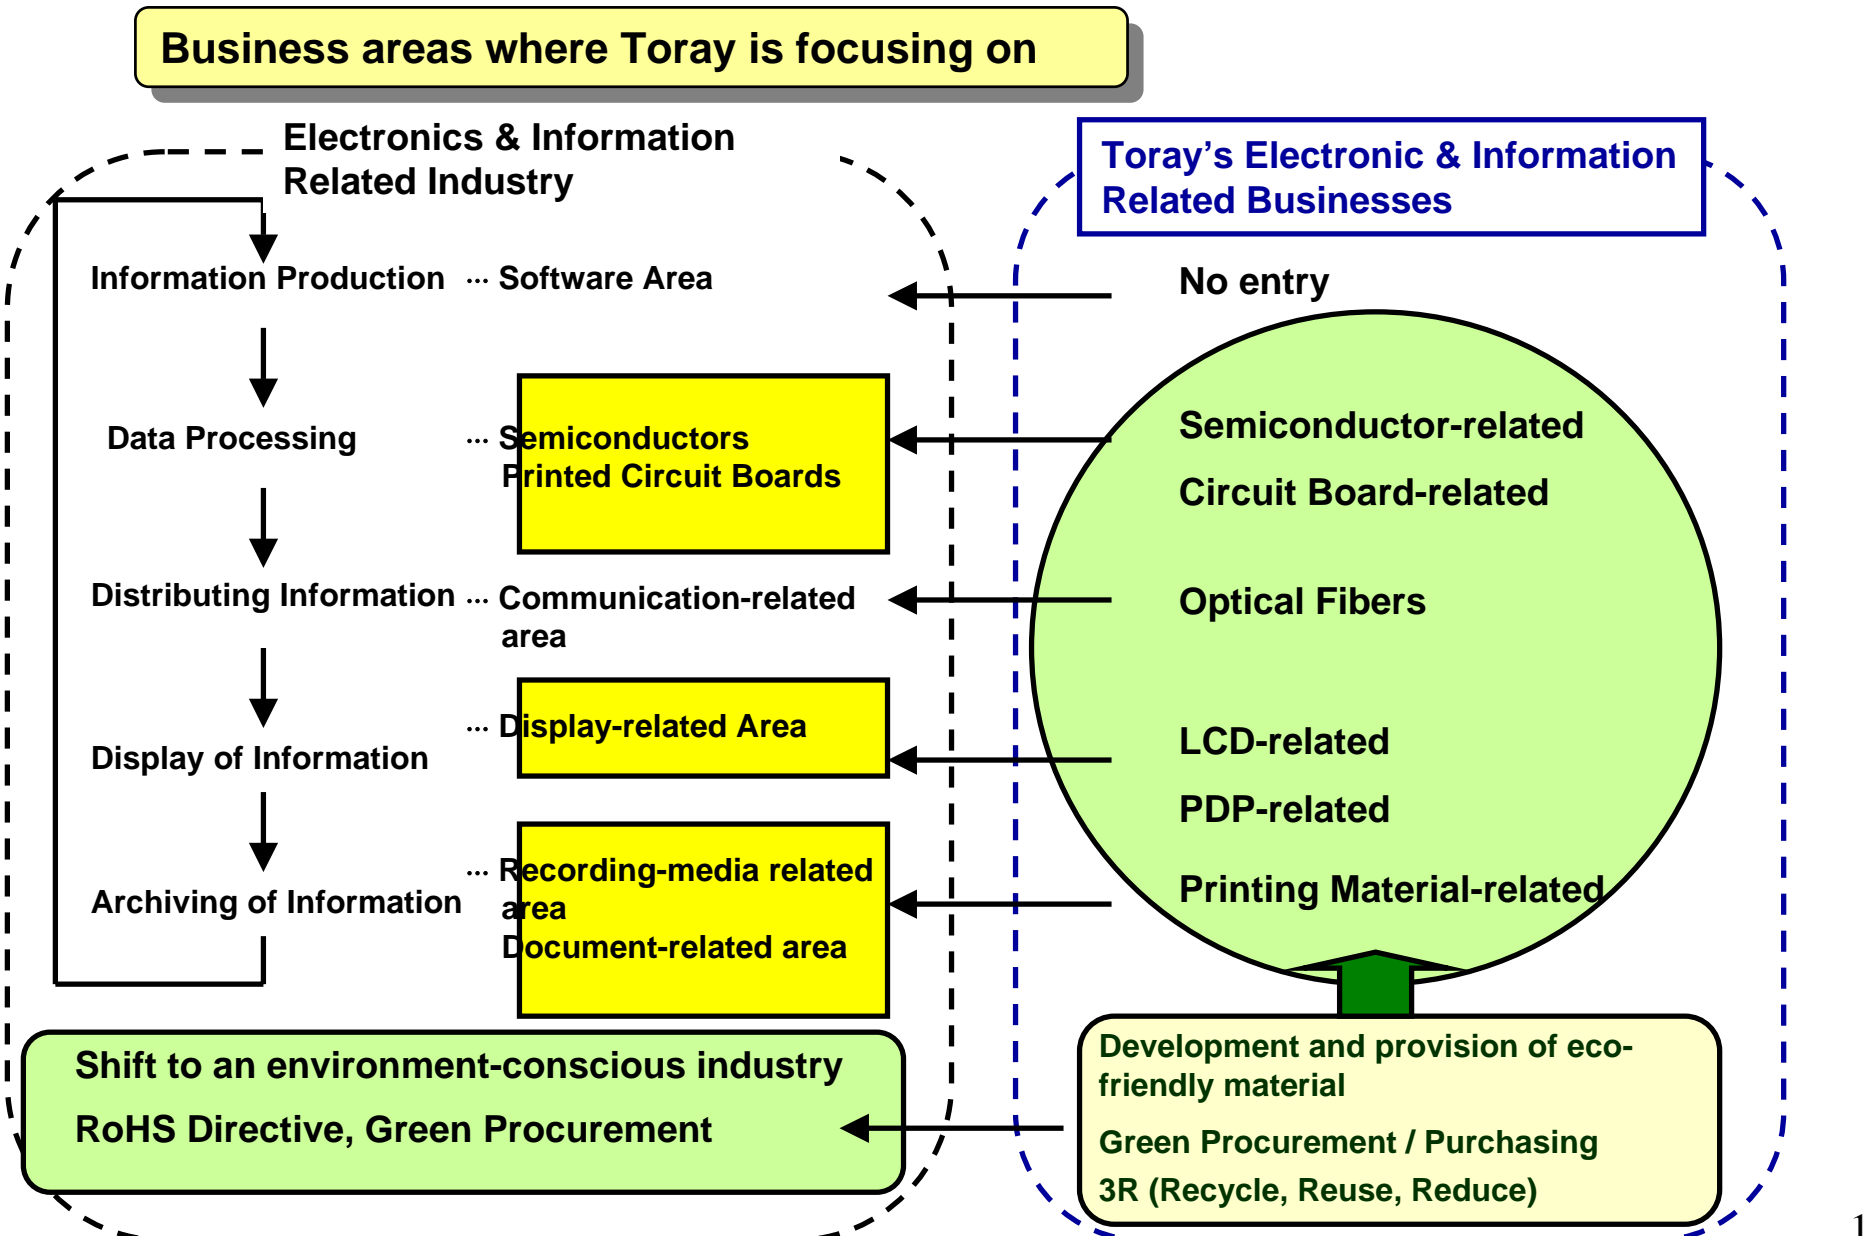 Business areas where Toray is focusing on
Electronics & Information
Related Industry
Toray’s Electronic & Information
Related Businesses
Information Production ... Software Area
No entry
Data Processing ... Semiconductors
Printed Circuit Boards
Semiconductor-related
Circuit Board-related
Distributing Information ... Communication-related
area
Optical Fibers
Display of Information ... Display-related Area
LCD-related
PDP-related
Archiving of Information ... Recording-media related
area
Document-related area
Printing Material-related
Shift to an environment-conscious industry
RoHS Directive, Green Procurement
Development and provision of eco-
friendly material
Green Procurement / Purchasing
3R (Recycle, Reuse, Reduce)
1